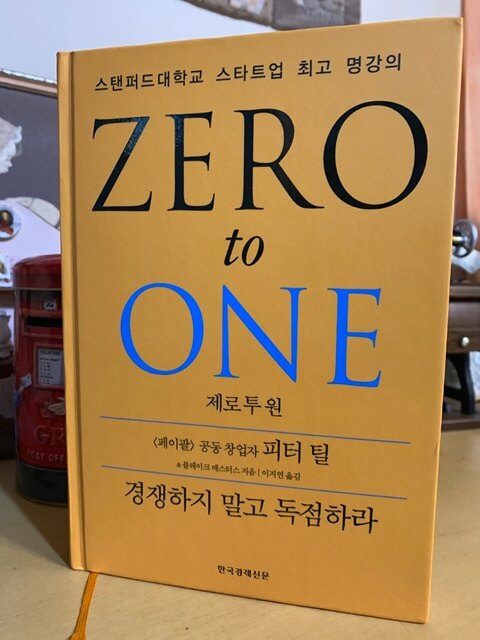 스탠퍼드대학교 스타트업 최고 명강의
ZERO
to
ONE
제로 투 원
〈페이팔〉 공동 창업자 피터 틸
& 블레이크 매스터스 지음 | 이지연 옮김
경쟁하지 말고 독점하라
한국경제신문
GR
POST OFFICE